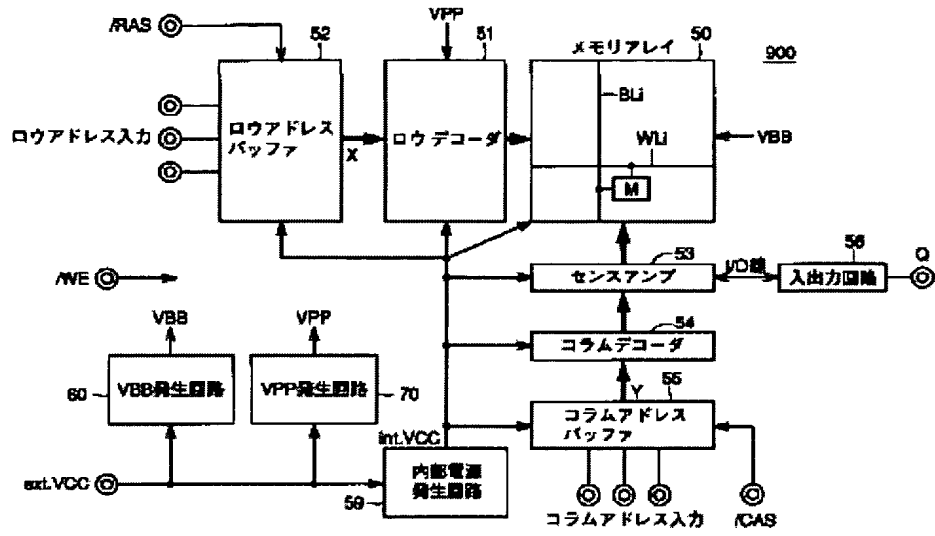 /RAS
52
VPP
51
50
メモリアレイ
900
BLi
ロウアドレス入力
ロウアドレス
バッファ
X
ロウデコーダ
WLi
VBB
M
/WE
53
センスアンプ
I/O線
56
入出力回路
Q
VBB
VPP
54
コラムデコーダ
60
VBB発生回路
VPP発生回路
70
Y
55
コラムアドレス
バッファ
int.VCC
ext.VCC
内部電源
発生回路
59
コラムアドレス入力
/CAS